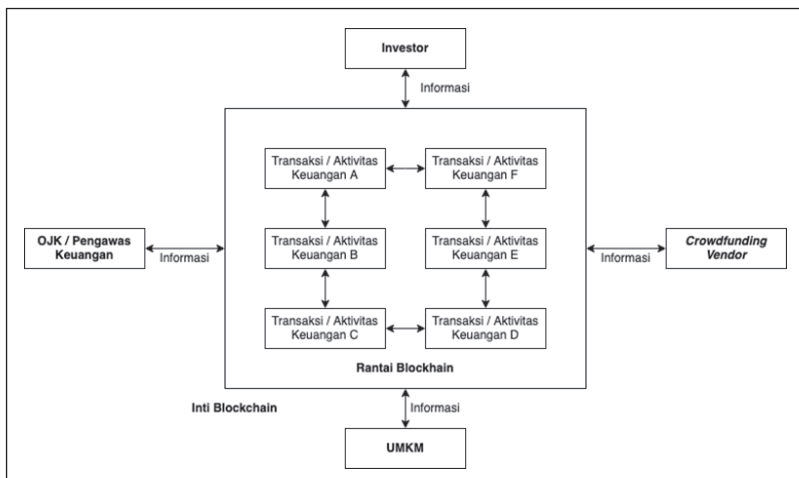 Investor
Informasi
Transaksi / Aktivitas
Keuangan A
Transaksi / Aktivitas
Keuangan F
OJK / Pengawas
Keuangan
Informasi
Transaksi / Aktivitas
Keuangan B
Transaksi / Aktivitas
Keuangan E
Informasi
Crowdfunding
Vendor
Transaksi / Aktivitas
Keuangan C
Transaksi / Aktivitas
Keuangan D
Rantai Blockhain
Inti Blockchain
Informasi
UMKM